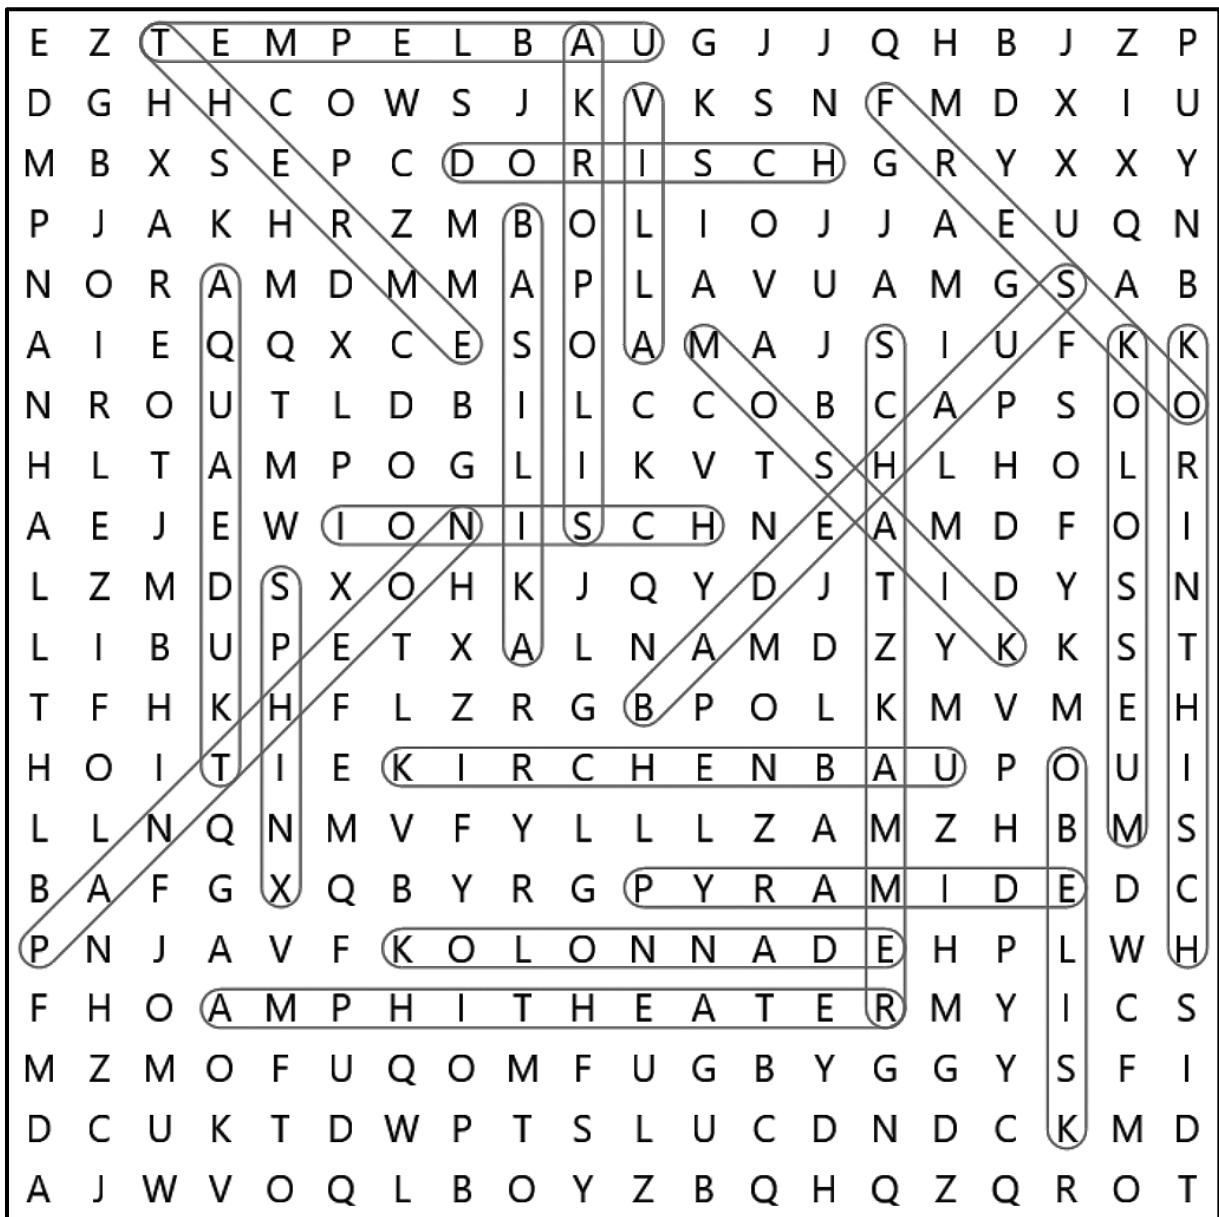 E Z T E M P E L B A U G J J Q H B J Z P
D G H H C O W S J K V K S N F M D X I U
M B X S E P C D O R I S C H G R Y X X Y
P J A K H R Z M B O L I O J J A E U Q N
N O R A M D M M A P L A V U A M G S A B
A I E Q Q X C E S O A M A J S I U F K K
N R O U T L D B I L C C O B C A P S O O
H L T A M P O G L I K V T S H L H O L R
A E J E W I O N I S C H N E A M D F O I
L Z M D S X O H K J Q Y D J T I D Y S N
L I B U P E T X A L N A M D Z Y K K S T
T F H K H F L Z R G B P O L K M V M E H
H O I T I E K I R C H E N B A U P O U I
L L N Q N M V F Y L L L Z A M Z H B M S
B A F G X Q B Y R G P Y R A M I D E D C
P N J A V F K O L O N N A D E H P L W H
F H O A M P H I T H E A T E R M Y I C S
M Z M O F U Q O M F U G B Y G G Y S F I
D C U K T D W P T S L U C D N D C K M D
A J W V O Q L B O Y Z B Q H Q Z Q R O T